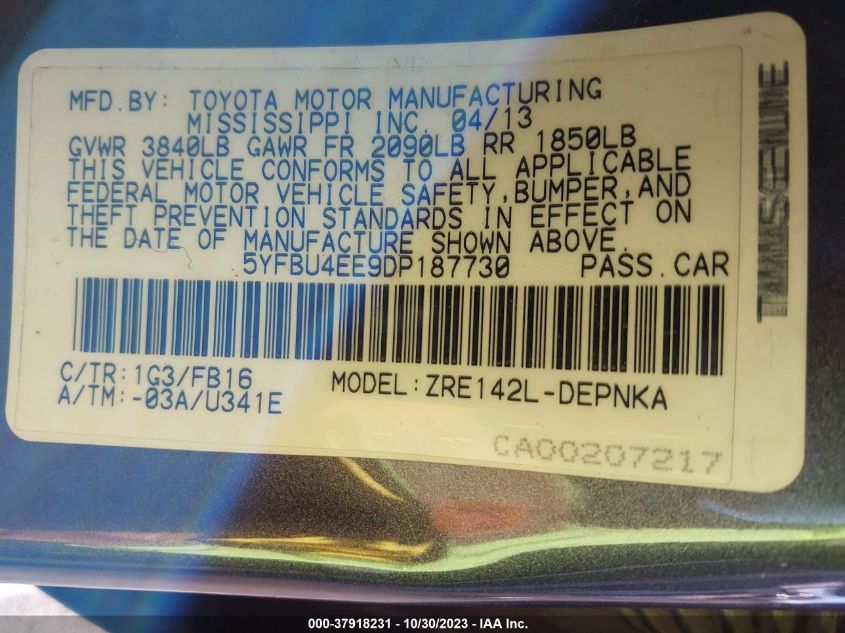 MFD.BY: TOYOTA MOTOR MANUFACTURING
MISSISSIPPI INC. 04/13
GVWR 3840LB GAWR FR 2090LB RR 1850LB
THIS VEHICLE CONFORMS TO ALL APPLICABLE
FEDERAL MOTOR VEHICLE SAFETY,BUMPER,AND
THEFT PREVENTION STANDARDS IN EFFECT ON
THE DATE OF MANUFACTURE SHOWN ABOVE.
5YFBU4EE9DP187730 PASS.CAR
C/TR:1G3/FB16 MODEL:ZRE142L-DEPNKA
A/TM:-03A/U341E
CA00207217
000-37918231 - 10/30/2023 - IAA Inc.